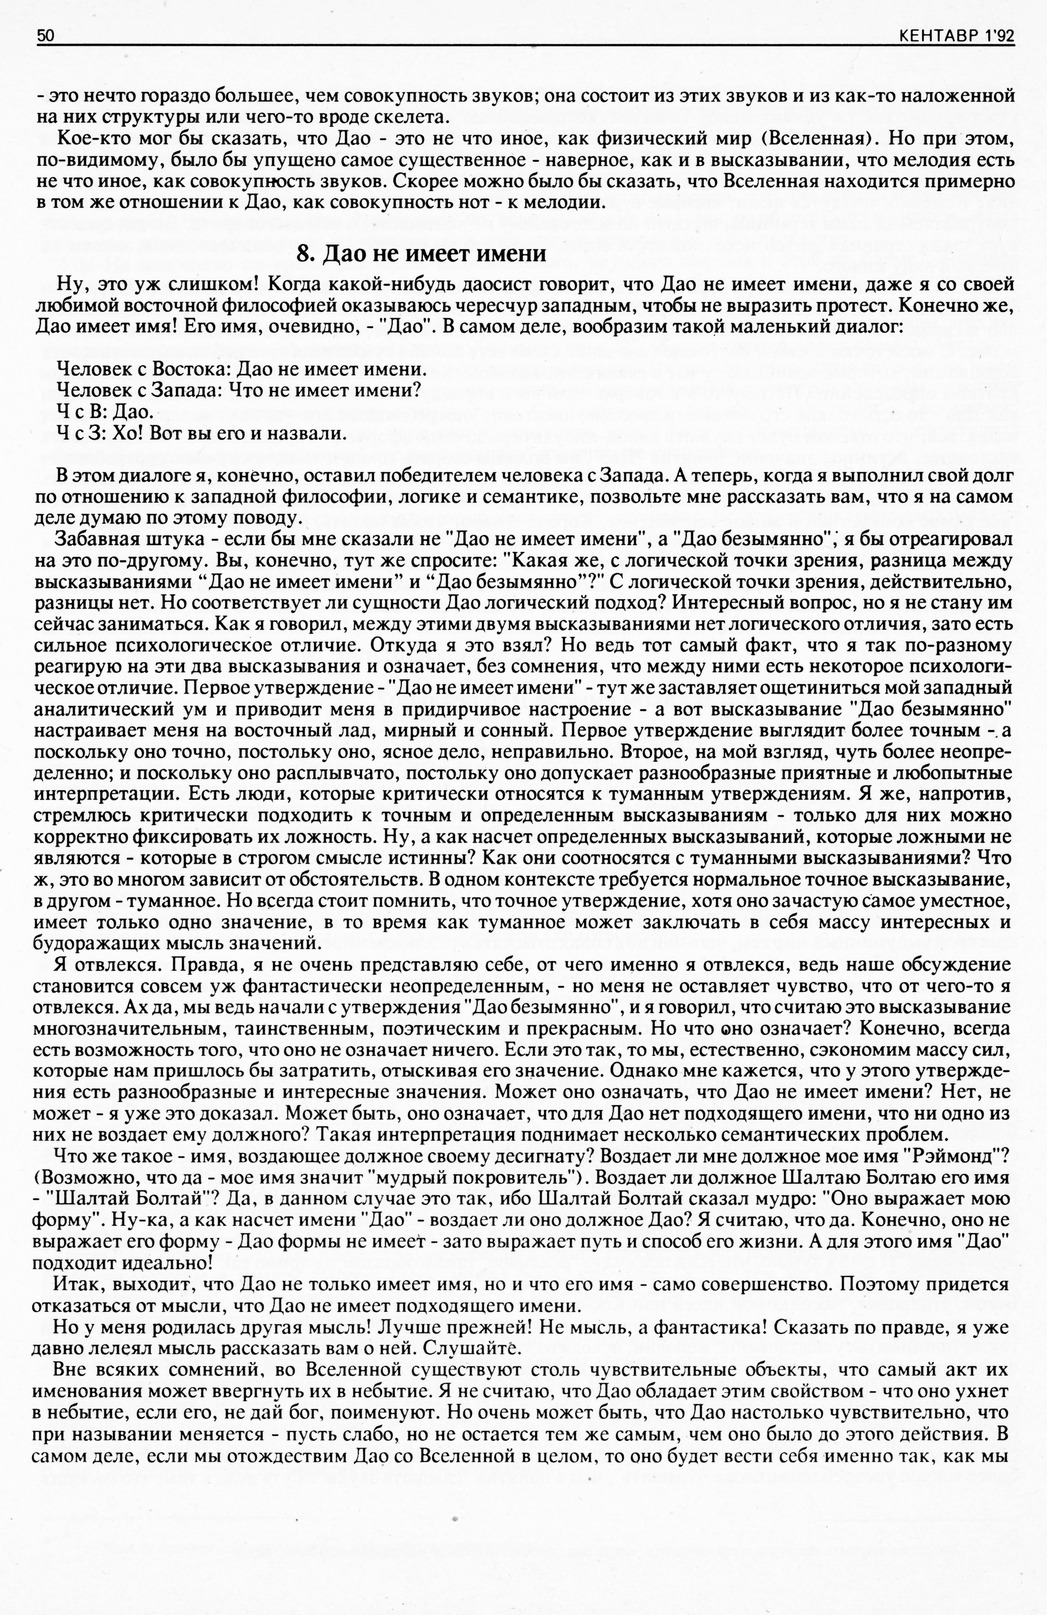 50
КЕНТАВР 1'92
- это нечто гораздо большее, чем совокупность звуков; она состоит из этих звуков и из как-то наложенной
на них структуры или чего-то вроде скелета.
Кое-кто мог бы сказать, что Дао - это не что иное, как физический мир (Вселенная). Но при этом,
по-видимому, было бы упущено самое существенное - наверное, как и в высказывании, что мелодия есть
не что иное, как совокупность звуков. Скорее можно было бы сказать, что Вселенная находится примерно
в том же отношении к Дао, как совокупность нот - к мелодии.
8. Дао не имеет имени
Ну, это уж слишком! Когда какой-нибудь даосист говорит, что Дао не имеет имени, даже я со своей
любимой восточной философией оказываюсь чересчур западным, чтобы не выразить протест. Конечно же,
Дао имеет имя! Его имя, очевидно, - "Дао". В самом деле, вообразим такой маленький диалог:
Человек с Востока: Дао не имеет имени.
Человек с Запада: Что не имеет имени?
Ч с В: Дао.
Ч с З: Хо! Вот вы его и назвали.
В этом диалоге я, конечно, оставил победителем человека с Запада. А теперь, когда я выполнил свой долг
по отношению к западной философии, логике и семантике, позвольте мне рассказать вам, что я на самом
деле думаю по этому поводу.
Забавная штука - если бы мне сказали не "Дао не имеет имени", а "Дао безымянно", я бы отреагировал
на это по-другому. Вы, конечно, тут же спросите: "Какая же, с логической точки зрения, разница между
высказываниями “Дао не имеет имени” и “Дао безымянно”?" С логической точки зрения, действительно,
разницы нет. Но соответствует ли сущности Дао логический подход? Интересный вопрос, но я не стану им
сейчас заниматься. Как я говорил, между этими двумя высказываниями нет логического отличия, зато есть
сильное психологическое отличие. Откуда я это взял? Но ведь тот самый факт, что я так по-разному
реагирую на эти два высказывания и означает, без сомнения, что между ними есть некоторое психологи-
ческое отличие. Первое утверждение - "Дао не имеет имени" - тут же заставляет ощетиниться мой западный
аналитический ум и приводит меня в придирчивое настроение - а вот высказывание "Дао безымянно"
настраивает меня на восточный лад, мирный и сонный. Первое утверждение выглядит более точным - а
поскольку оно точно, постольку оно, ясное дело, неправильно. Второе, на мой взгляд, чуть более неопре-
деленно; и поскольку оно расплывчато, постольку оно допускает разнообразные приятные и любопытные
интерпретации. Есть люди, которые критически относятся к туманным утверждениям. Я же, напротив,
стремлюсь критически подходить к точным и определенным высказываниям - только для них можно
корректно фиксировать их ложность. Ну, а как насчет определенных высказываний, которые ложными не
являются - которые в строгом смысле истинны? Как они соотносятся с туманными высказываниями? Что
ж, это во многом зависит от обстоятельств. В одном контексте требуется нормальное точное высказывание,
в другом - туманное. Но всегда стоит помнить, что точное утверждение, хотя оно зачастую самое уместное,
имеет только одно значение, в то время как туманное может заключать в себя массу интересных и
будоражащих мысль значений.
Я отвлекся. Правда, я не очень представляю себе, от чего именно я отвлекся, ведь наше обсуждение
становится совсем уж фантастически неопределенным, - но меня не оставляет чувство, что от чего-то я
отвлекся. Ах да, мы ведь начали с утверждения "Дао безымянно", и я говорил, что считаю это высказывание
многозначительным, таинственным, поэтическим и прекрасным. Но что оно означает? Конечно, всегда
есть возможность того, что оно не означает ничего. Если это так, то мы, естественно, сэкономим массу сил,
которые нам пришлось бы затратить, отыскивая его значение. Однако мне кажется, что у этого утвержде-
ния есть разнообразные и интересные значения. Может оно означать, что Дао не имеет имени? Нет, не
может - я уже это доказал. Может быть, оно означает, что для Дао нет подходящего имени, что ни одно из
них не воздает ему должного? Такая интерпретация поднимает несколько семантических проблем.
Что же такое - имя, воздающее должное своему десигнату? Воздает ли мне должное мое имя "Рэймонд"?
(Возможно, что да - мое имя значит "мудрый покровитель"). Воздает ли должное Шалтаю Болтаю его имя
- "Шалтай Болтай"? Да, в данном случае это так, ибо Шалтай Болтай сказал мудро: "Оно выражает мою
форму". Ну-ка, а как насчет имени "Дао" - воздает ли оно должное Дао? Я считаю, что да. Конечно, оно не
выражает его форму - Дао формы не имеет - зато выражает путь и способ его жизни. А для этого имя "Дао"
подходит идеально!
Итак, выходит, что Дао не только имеет имя, но и что его имя - само совершенство. Поэтому придется
отказаться от мысли, что Дао не имеет подходящего имени.
Но у меня родилась другая мысль! Лучше прежней! Не мысль, а фантастика! Сказать по правде, я уже
давно лелеял мысль рассказать вам о ней. Слушайте.
Вне всяких сомнений, во Вселенной существуют столь чувствительные объекты, что самый акт их
именования может ввергнуть их в небытие. Я не считаю, что Дао обладает этим свойством - что оно ухнет
в небытие, если его, не дай бог, поименуют. Но очень может быть, что Дао настолько чувствительно, что
при назывании меняется - пусть слабо, но не остается тем же самым, чем оно было до этого действия. В
самом деле, если мы отождествим Дао со Вселенной в целом, то оно будет вести себя именно так, как мы